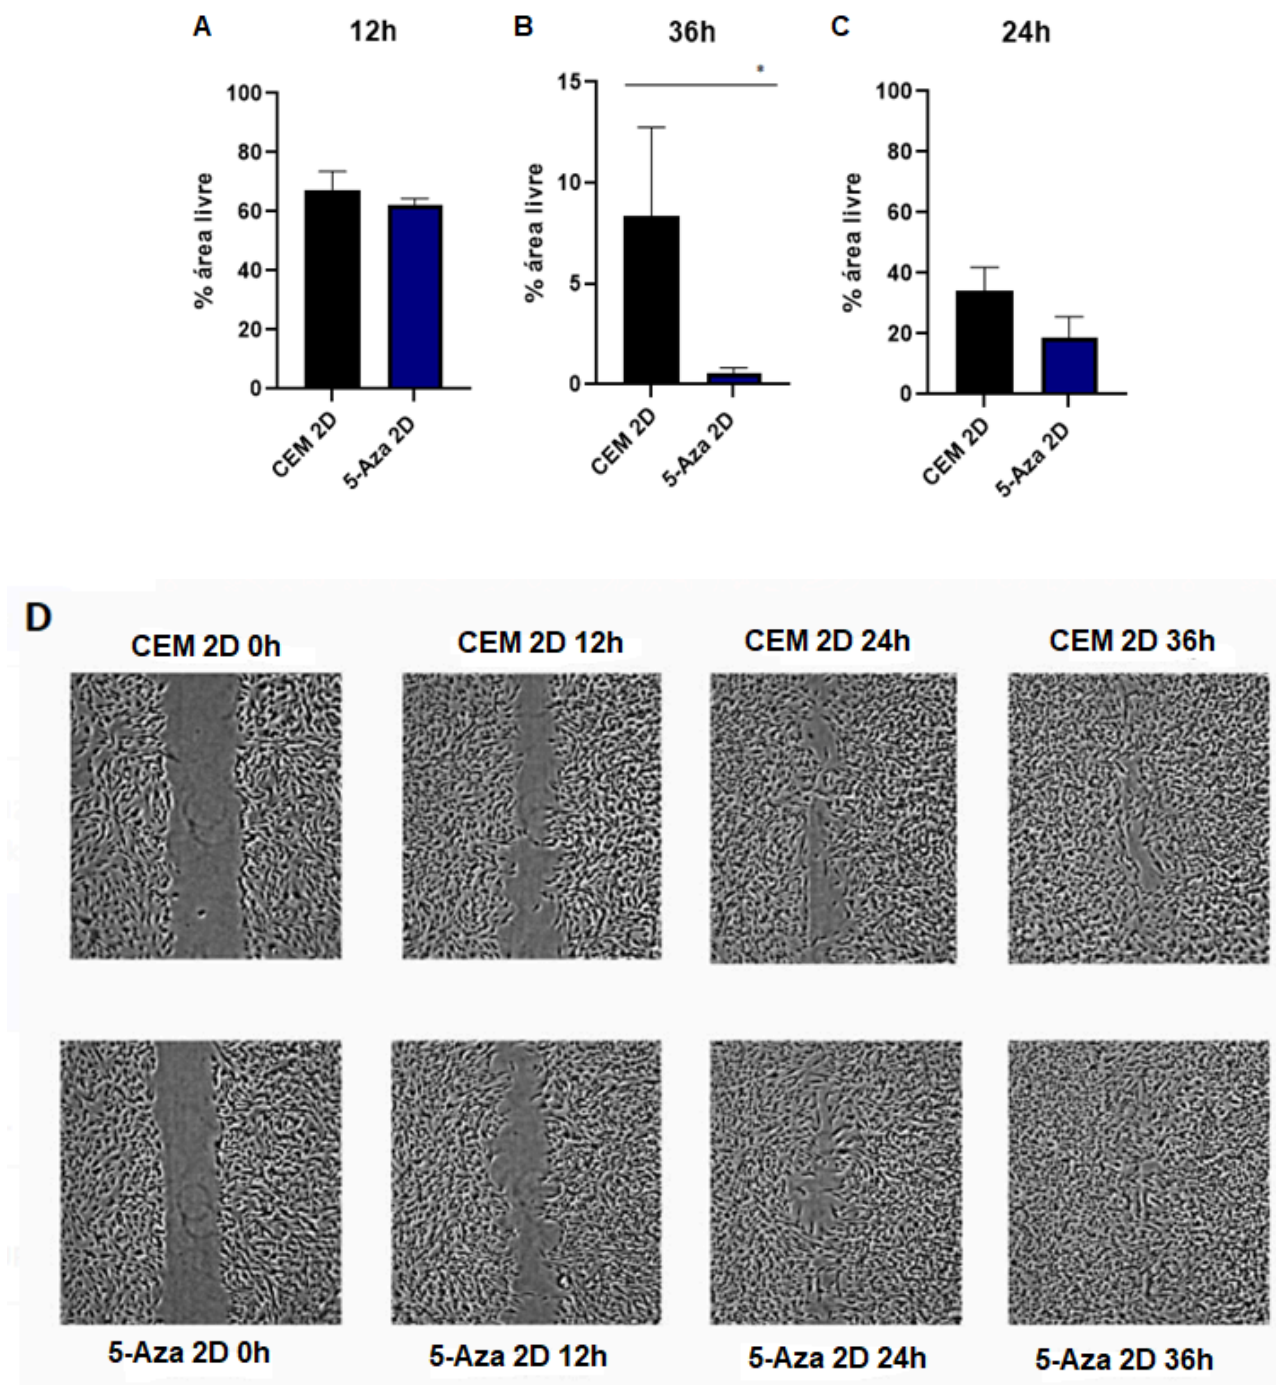 A 12h
B 36h
C 24h
% área livre
100
80
60
40
20
0
CEM 2D
5-Aza 2D
% área livre
15
10
5
0
*
CEM 2D
5-Aza 2D
% área livre
100
80
60
40
20
0
CEM 2D
5-Aza 2D
D
CEM 2D 0h
CEM 2D 12h
CEM 2D 24h
CEM 2D 36h
5-Aza 2D 0h
5-Aza 2D 12h
5-Aza 2D 24h
5-Aza 2D 36h